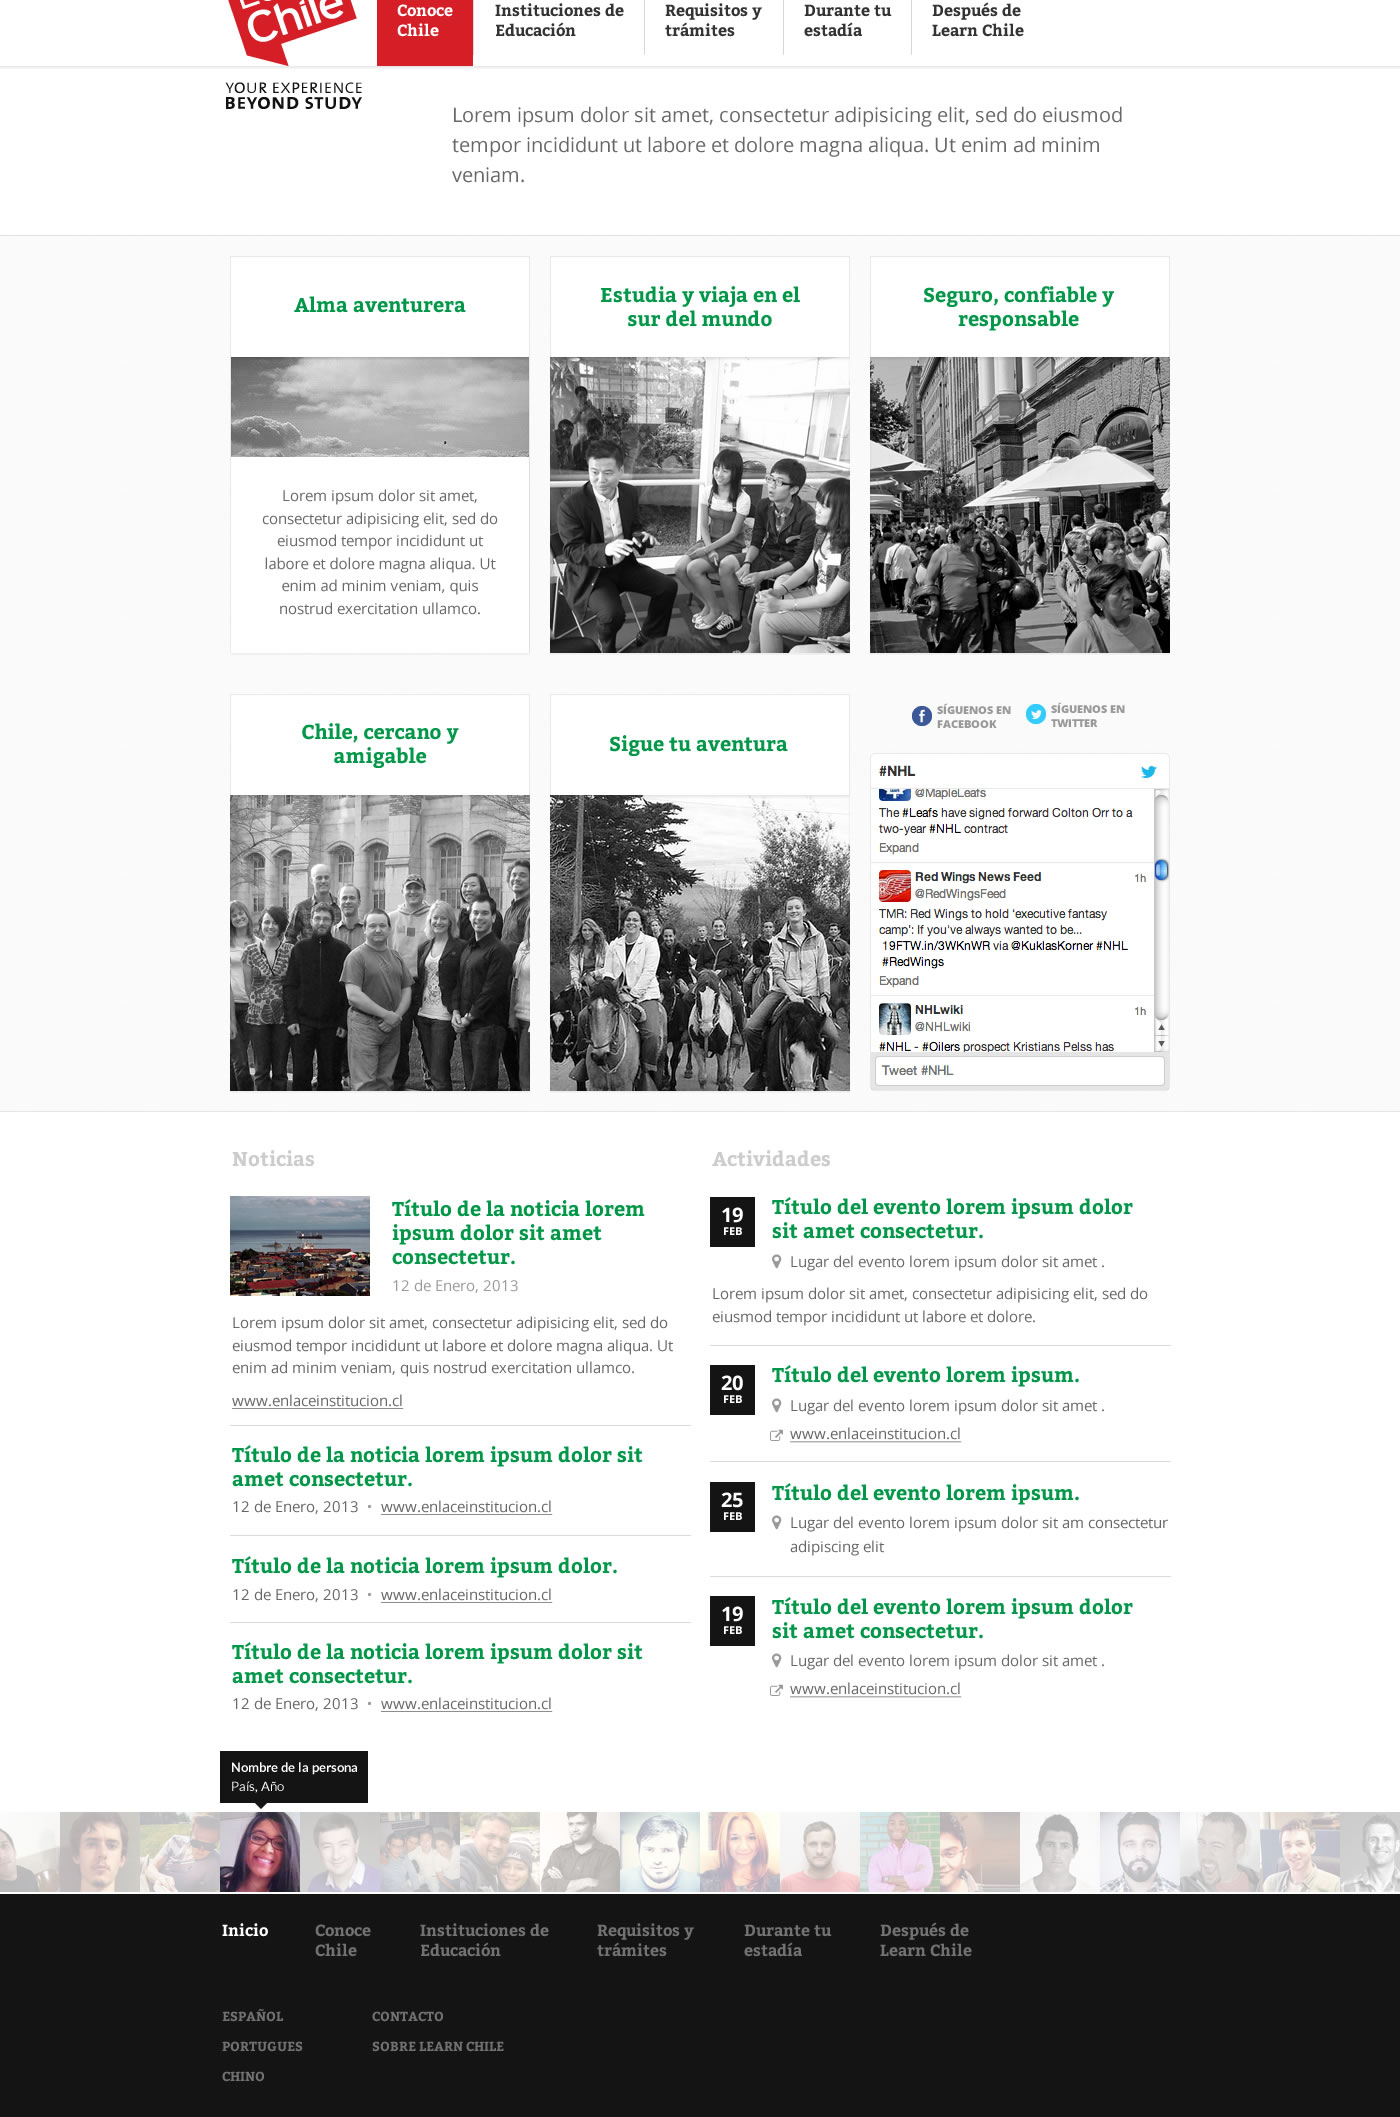 Chile
Conoce
Chile
Instituciones de
Educación
Requisitos y
trámites
Durante tu
estadía
Después de
Learn Chile
YOUR EXPERIENCE
BEYOND STUDY
Lorem ipsum dolor sit amet, consectetur adipisicing elit, sed do eiusmod
tempor incididunt ut labore et dolore magna aliqua. Ut enim ad minim
veniam.
Alma aventurera
Lorem ipsum dolor sit amet,
consectetur adipisicing elit, sed do
eiusmod tempor incididunt ut
labore et dolore magna aliqua. Ut
enim ad minim veniam, quis
nostrud exercitation ullamco.
Estudia y viaja en el
sur del mundo
Seguro, confiable y
responsable
Chile, cercano y
amigable
Sigue tu aventura
SÍGUENOS EN
FACEBOOK
SÍGUENOS EN
TWITTER
#NHL
@MapleLeafs
The #Leafs have signed forward Colton Orr to a
two-year #NHL contract
Expand
Red Wings News Feed 1h
@RedWingsFeed
TMR: Red Wings to hold 'executive fantasy
camp': If you've always wanted to be...
19FTW.in/3WKnWR via @KuklasKorner #NHL
#RedWings
Expand
NHLwiki 1h
@NHLwiki
#NHL - #Oilers prospect Kristians Pelss has
Tweet #NHL
Noticias
Título de la noticia lorem
ipsum dolor sit amet
consectetur.
12 de Enero, 2013
Lorem ipsum dolor sit amet, consectetur adipisicing elit, sed do
eiusmod tempor incididunt ut labore et dolore magna aliqua. Ut
enim ad minim veniam, quis nostrud exercitation ullamco.
www.enlaceinstitucion.cl
Título de la noticia lorem ipsum dolor sit
amet consectetur.
12 de Enero, 2013 • www.enlaceinstitucion.cl
Título de la noticia lorem ipsum dolor.
12 de Enero, 2013 • www.enlaceinstitucion.cl
Título de la noticia lorem ipsum dolor sit
amet consectetur.
12 de Enero, 2013 • www.enlaceinstitucion.cl
Actividades
19
FEB
Título del evento lorem ipsum dolor
sit amet consectetur.
Lugar del evento lorem ipsum dolor sit amet .
Lorem ipsum dolor sit amet, consectetur adipisicing elit, sed do
eiusmod tempor incididunt ut labore et dolore.
20
FEB
Título del evento lorem ipsum.
Lugar del evento lorem ipsum dolor sit amet .
www.enlaceinstitucion.cl
25
FEB
Título del evento lorem ipsum.
Lugar del evento lorem ipsum dolor sit am consectetur
adipiscing elit
19
FEB
Título del evento lorem ipsum dolor
sit amet consectetur.
Lugar del evento lorem ipsum dolor sit amet .
www.enlaceinstitucion.cl
Nombre de la persona
País, Año
Inicio
Conoce
Chile
Instituciones de
Educación
Requisitos y
trámites
Durante tu
estadía
Después de
Learn Chile
ESPAÑOL
PORTUGUES
CHINO
CONTACTO
SOBRE LEARN CHILE